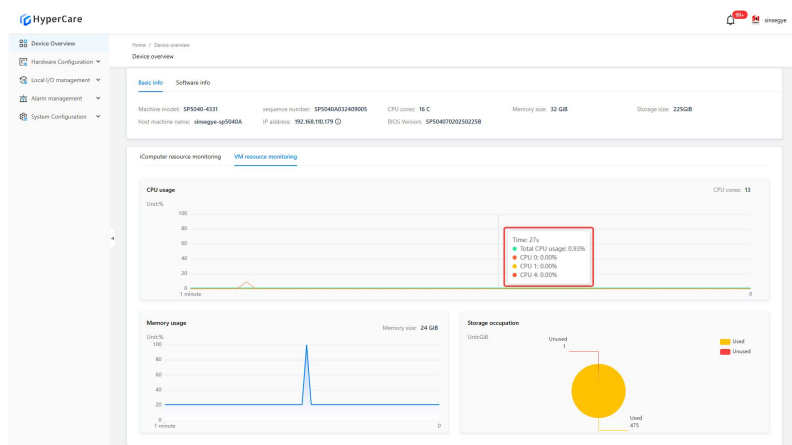 HyperCare
99+
sinsegye
Device Overview
Hardware Configuration
Local I/O management
Alarm management
System Configuration
Home / Device overview
Device overview
Basic info Software info
Machine model: SP5040-4331 sequence number: SP5040A032409005 CPU cores: 16 C Memory size: 32 GiB Storage size: 225GiB
host machine name: sinsegye-sp5040A IP address: 192.168.110.179 BIOS Version: SP50407020250225B
iComputer resource monitoring VM resource monitoring
CPU usage CPU cores: 13
Unit:%
100
80
60
40
20
0
1 minute 0
Time: 27s
Total CPU usage: 0.93%
CPU 0: 0.00%
CPU 1: 0.00%
CPU 4: 0.00%
Memory usage Memory size: 24 GiB
Unit:%
100
80
60
40
20
0
1 minute 0
Storage occupation
Unit:GiB
Unused
1
Used
475
Used
Unused